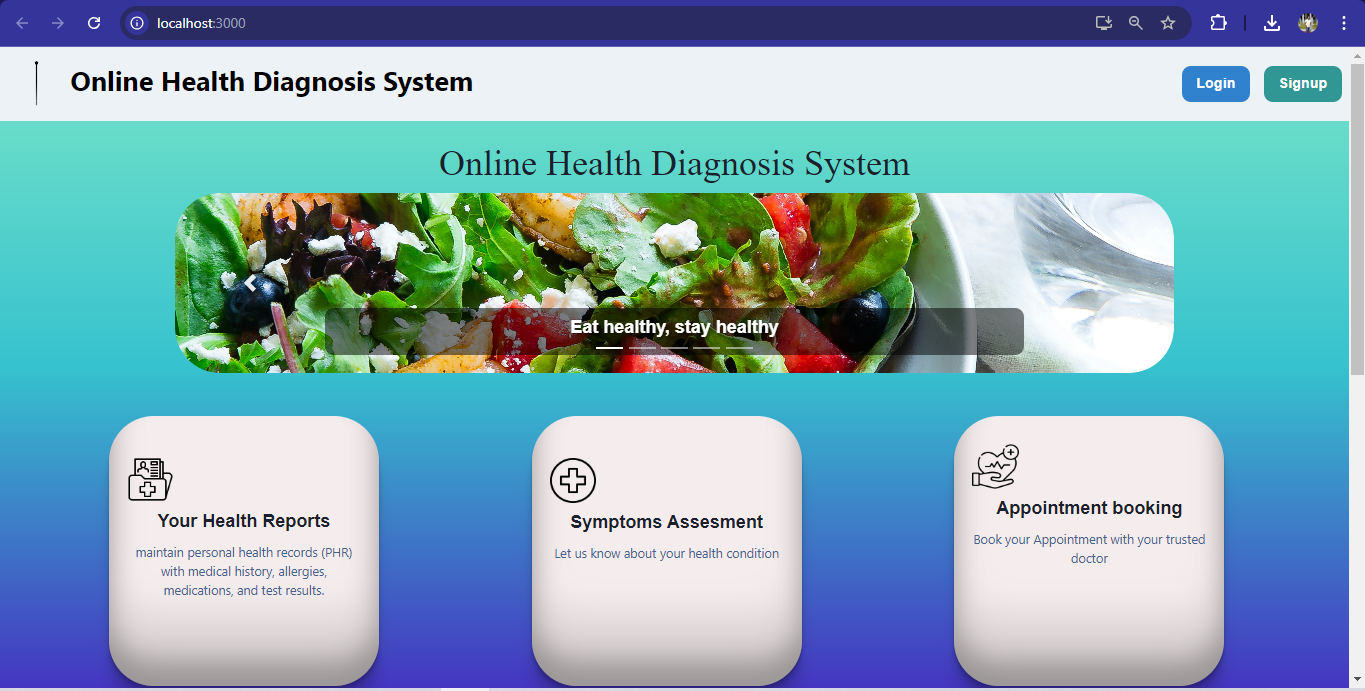 localhost:3000
Online Health Diagnosis System
Login
Signup
Online Health Diagnosis System
Eat healthy, stay healthy
Your Health Reports
maintain personal health records (PHR)
with medical history, allergies,
medications, and test results.
Symptoms Assesment
Let us know about your health condition
Appointment booking
Book your Appointment with your trusted
doctor